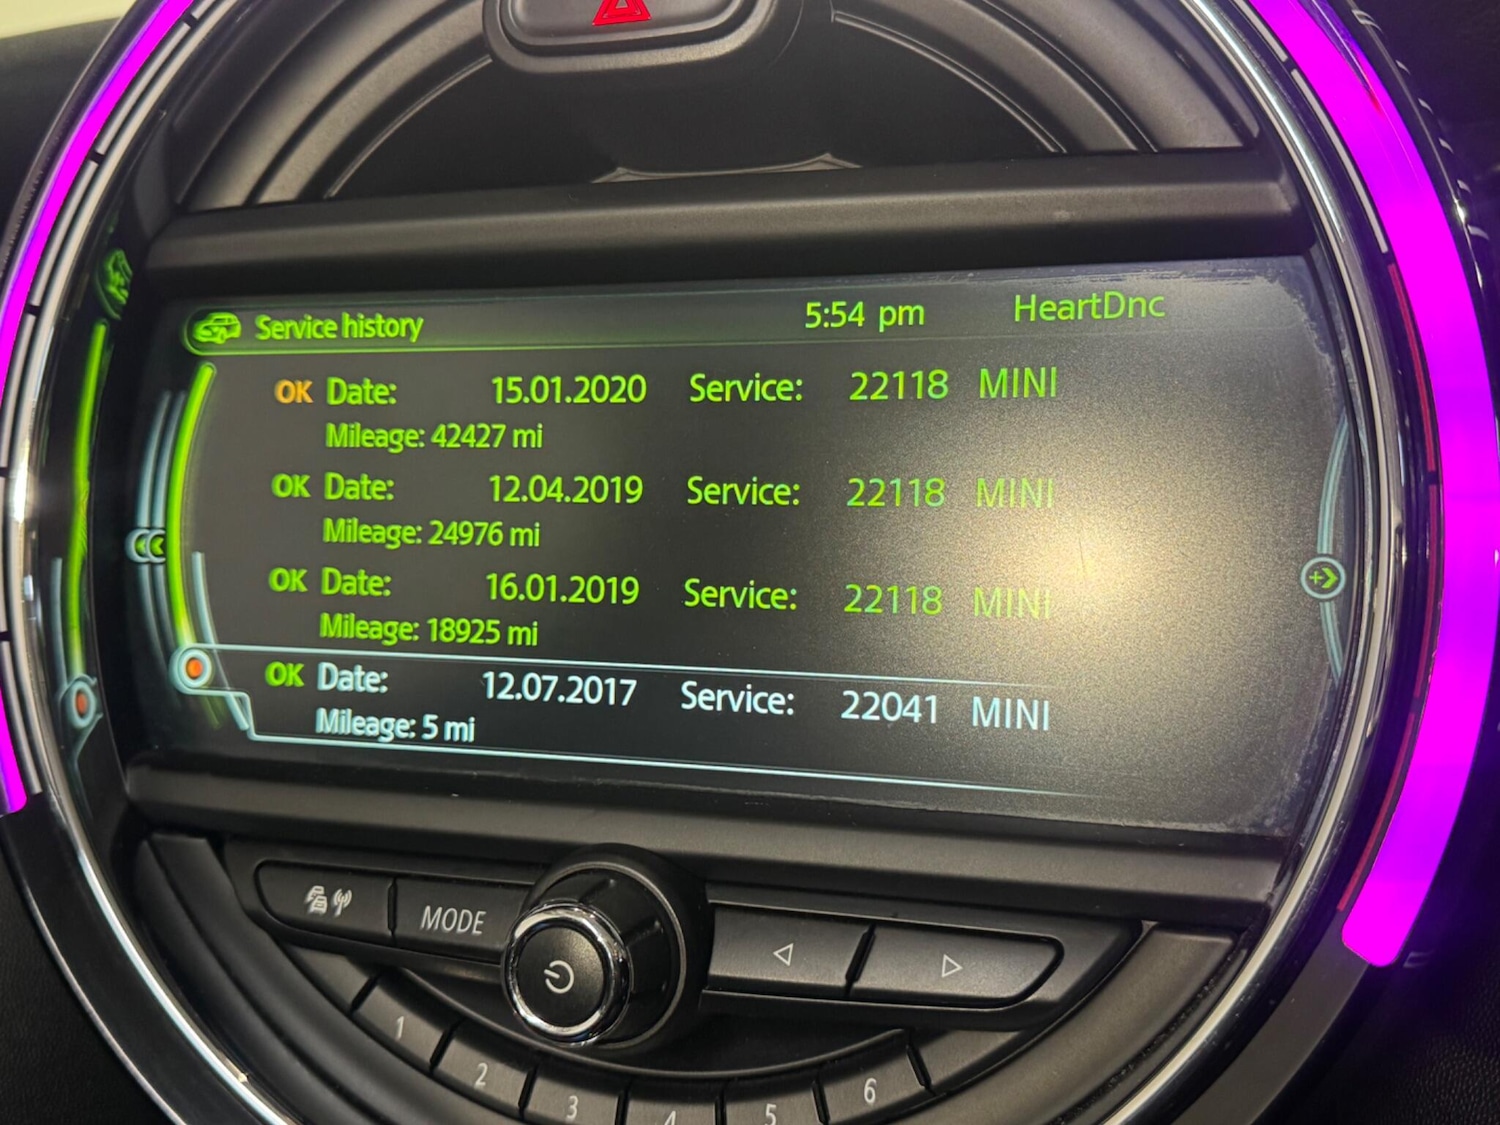 Service history 5:54 pm HeartDnc
OK Date: 15.01.2020 Service: 22118 MINI
Mileage: 42427 mi
OK Date: 12.04.2019 Service: 22118 MINI
Mileage: 24976 mi
OK Date: 16.01.2019 Service: 22118 MINI
Mileage: 18925 mi
OK Date: 12.07.2017 Service: 22041 MINI
Mileage: 5 mi
MODE
1 2 3 4 5 6